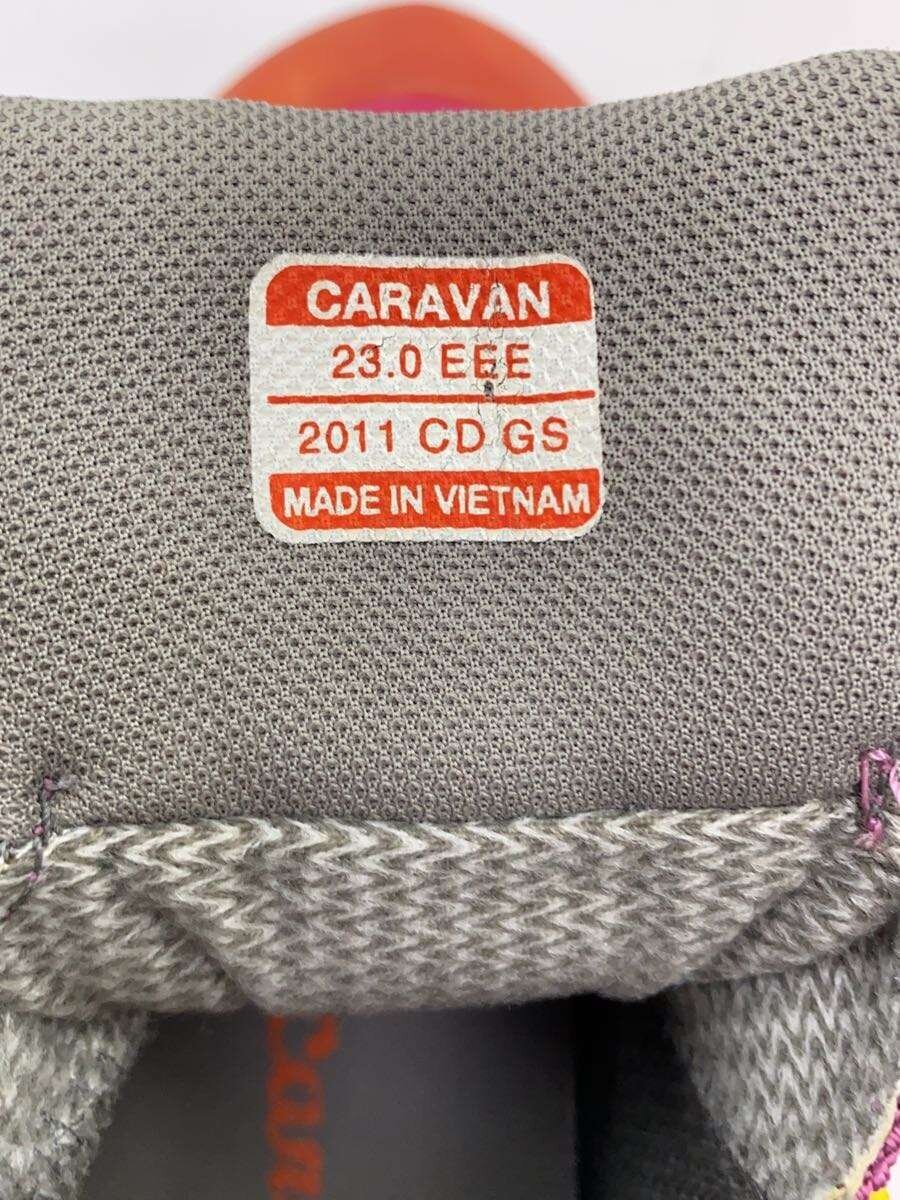 CARAVAN
23.0 EEE
2011 CD GS
MADE IN VIETNAM